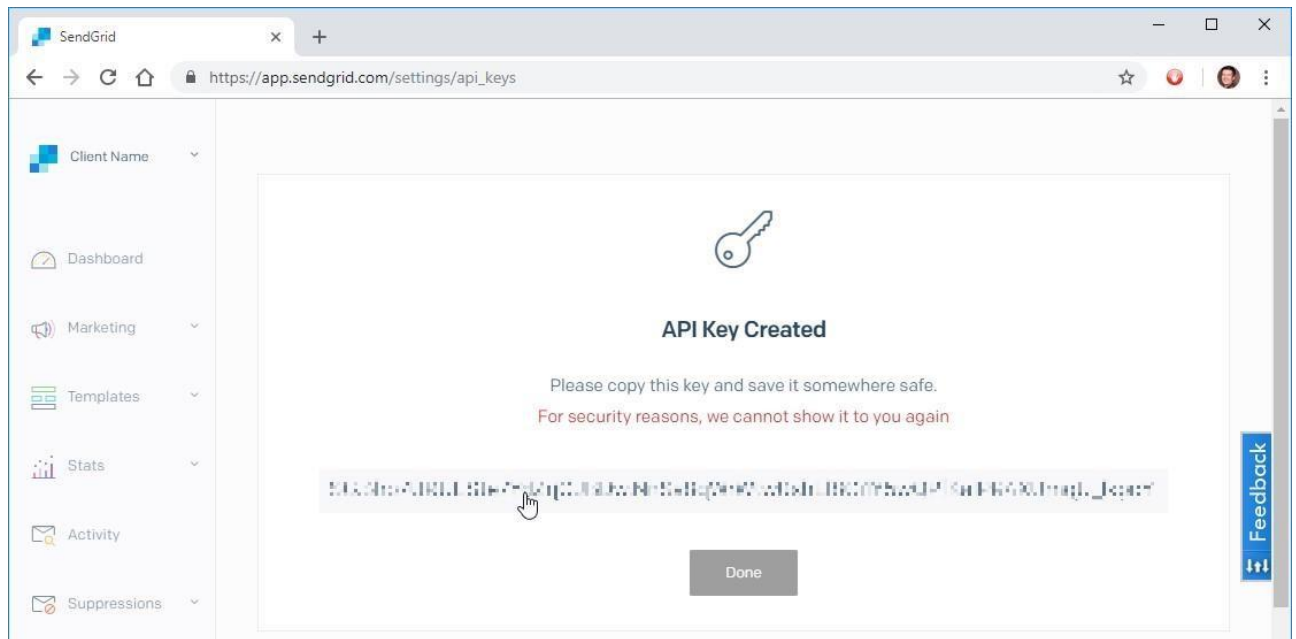 SendGrid
https://app.sendgrid.com/settings/api_keys
Client Name
Dashboard
Marketing
Templates
Stats
Activity
Suppressions
API Key Created
Please copy this key and save it somewhere safe.
For security reasons, we cannot show it to you again
Done
Feedback